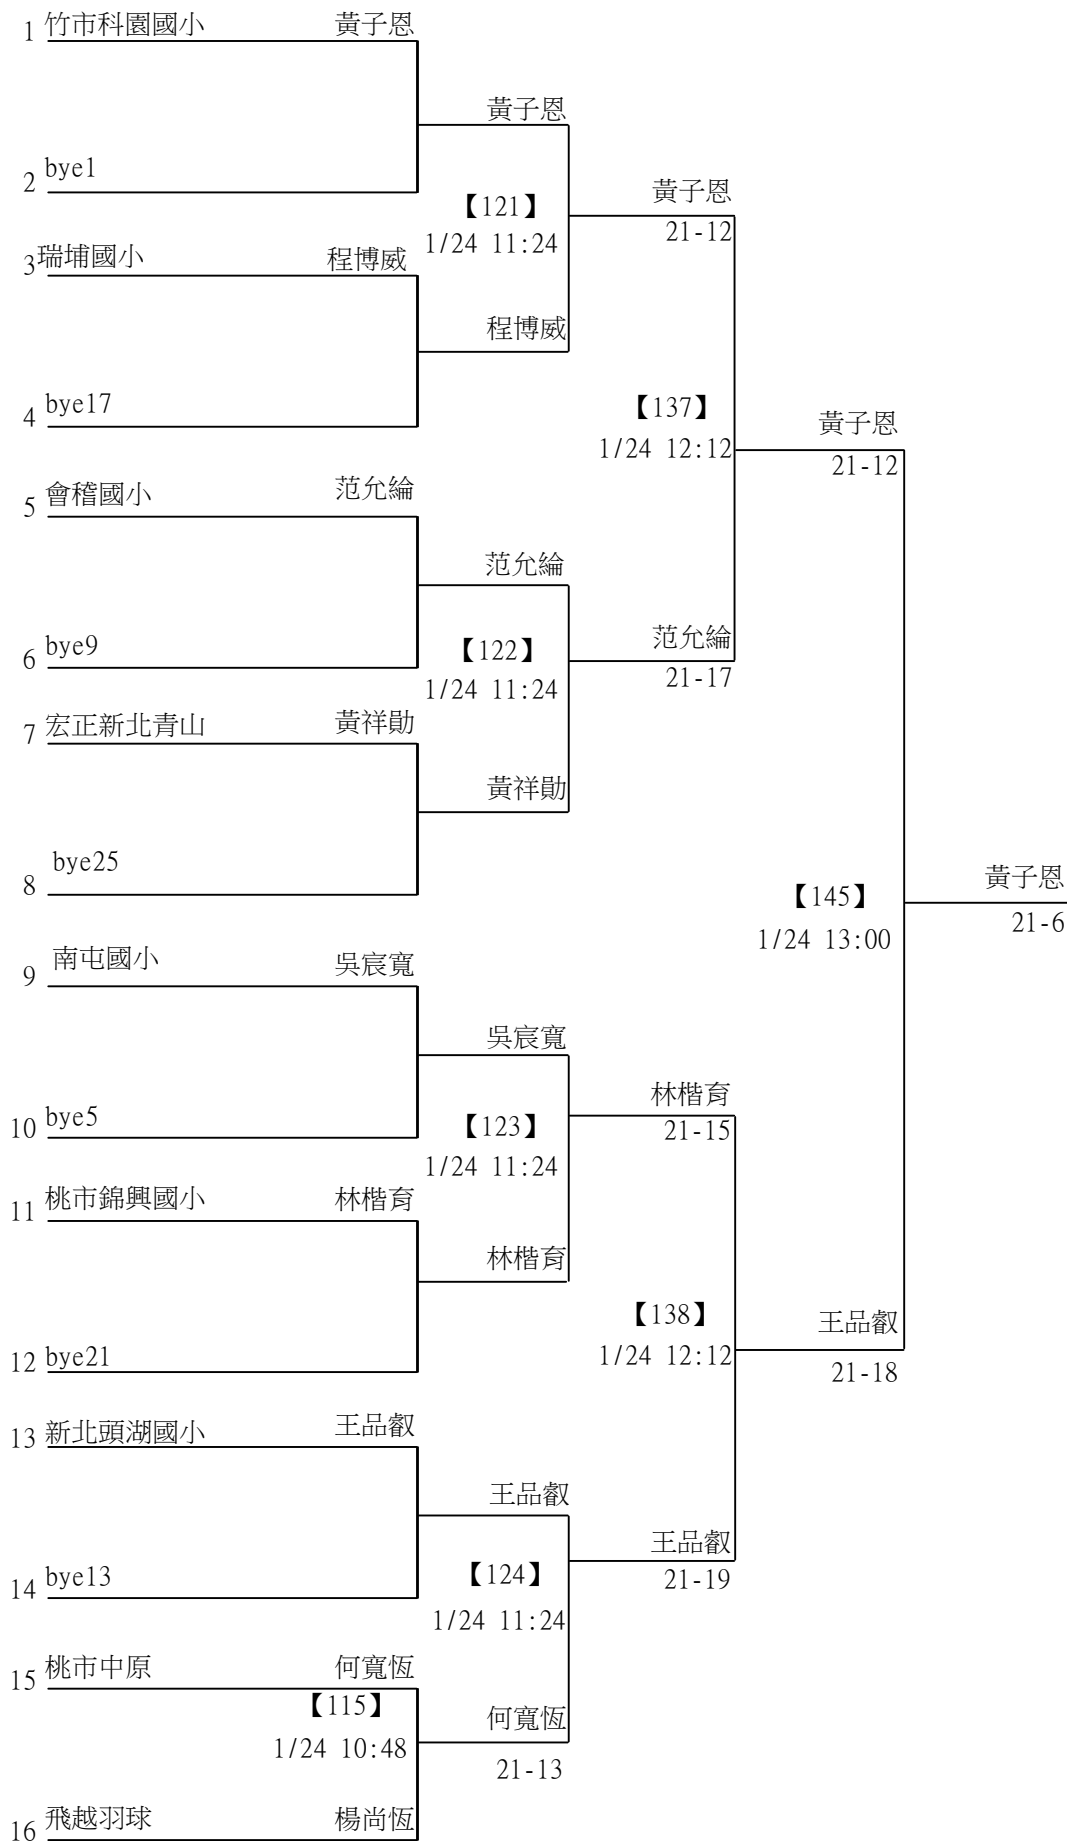 1 竹市科園國小 黃子恩
黃子恩
2 bye1
【121】
1/24 11:24
黃子恩
21-12
3 瑞埔國小 程博威
程博威
4 bye17
【137】
1/24 12:12
黃子恩
21-12
5 會稽國小 范允綸
范允綸
6 bye9
【122】
1/24 11:24
范允綸
21-17
7 宏正新北青山 黃祥勛
黃祥勛
8 bye25
【145】
1/24 13:00
黃子恩
21-6
9 南屯國小 吳宸寬
吳宸寬
10 bye5
【123】
1/24 11:24
林楷育
21-15
11 桃市錦興國小 林楷育
林楷育
12 bye21
【138】
1/24 12:12
王品叡
21-18
13 新北頭湖國小 王品叡
王品叡
14 bye13
【124】
1/24 11:24
王品叡
21-19
15 桃市中原 何寬恆
【115】
1/24 10:48
何寬恆
21-13
16 飛越羽球 楊尚恆